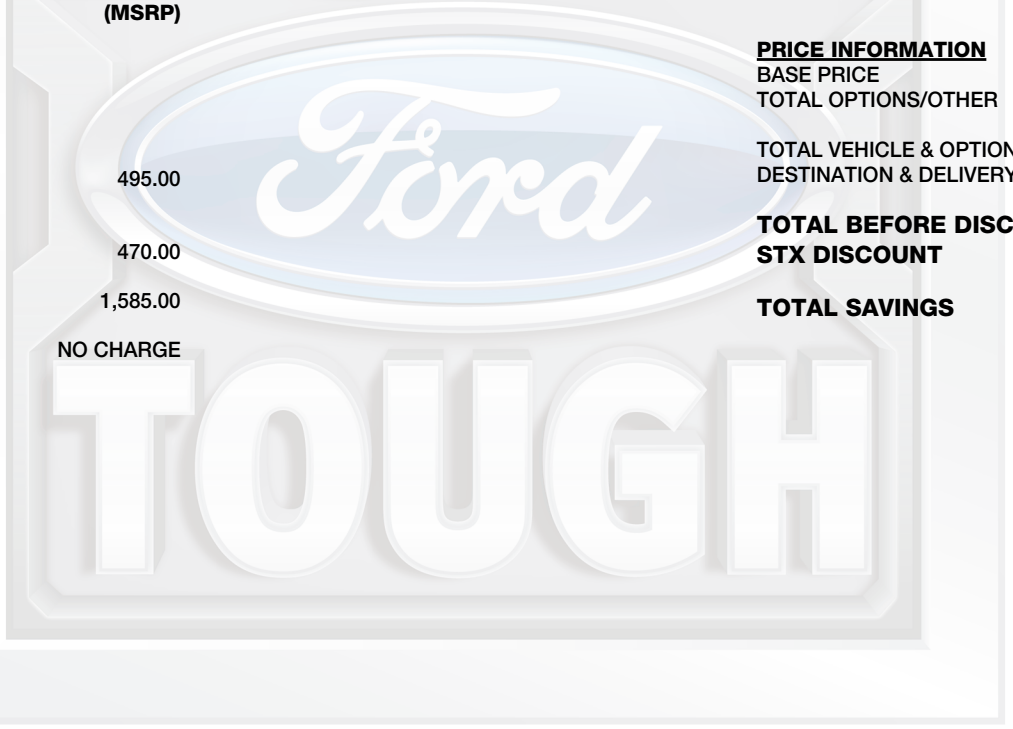 (MSRP)
495.00
470.00
1,585.00
NO CHARGE
PRICE INFORMATION
BASE PRICE
TOTAL OPTIONS/OTHER
TOTAL VEHICLE & OPTION
DESTINATION & DELIVERY
TOTAL BEFORE DISC
STX DISCOUNT
TOTAL SAVINGS
Ford
TOUGH